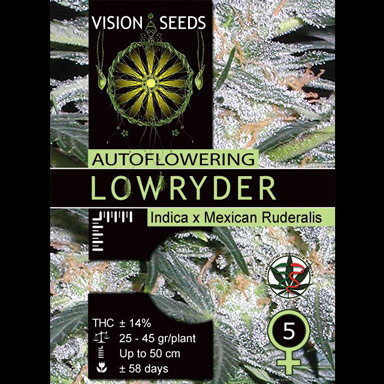 VISION SEEDS
AUTOFLOWERING
LOWRYDER
Indica x Mexican Ruderalis
THC ± 14%
25 - 45 gr/plant
Up to 50 cm
± 58 days
5